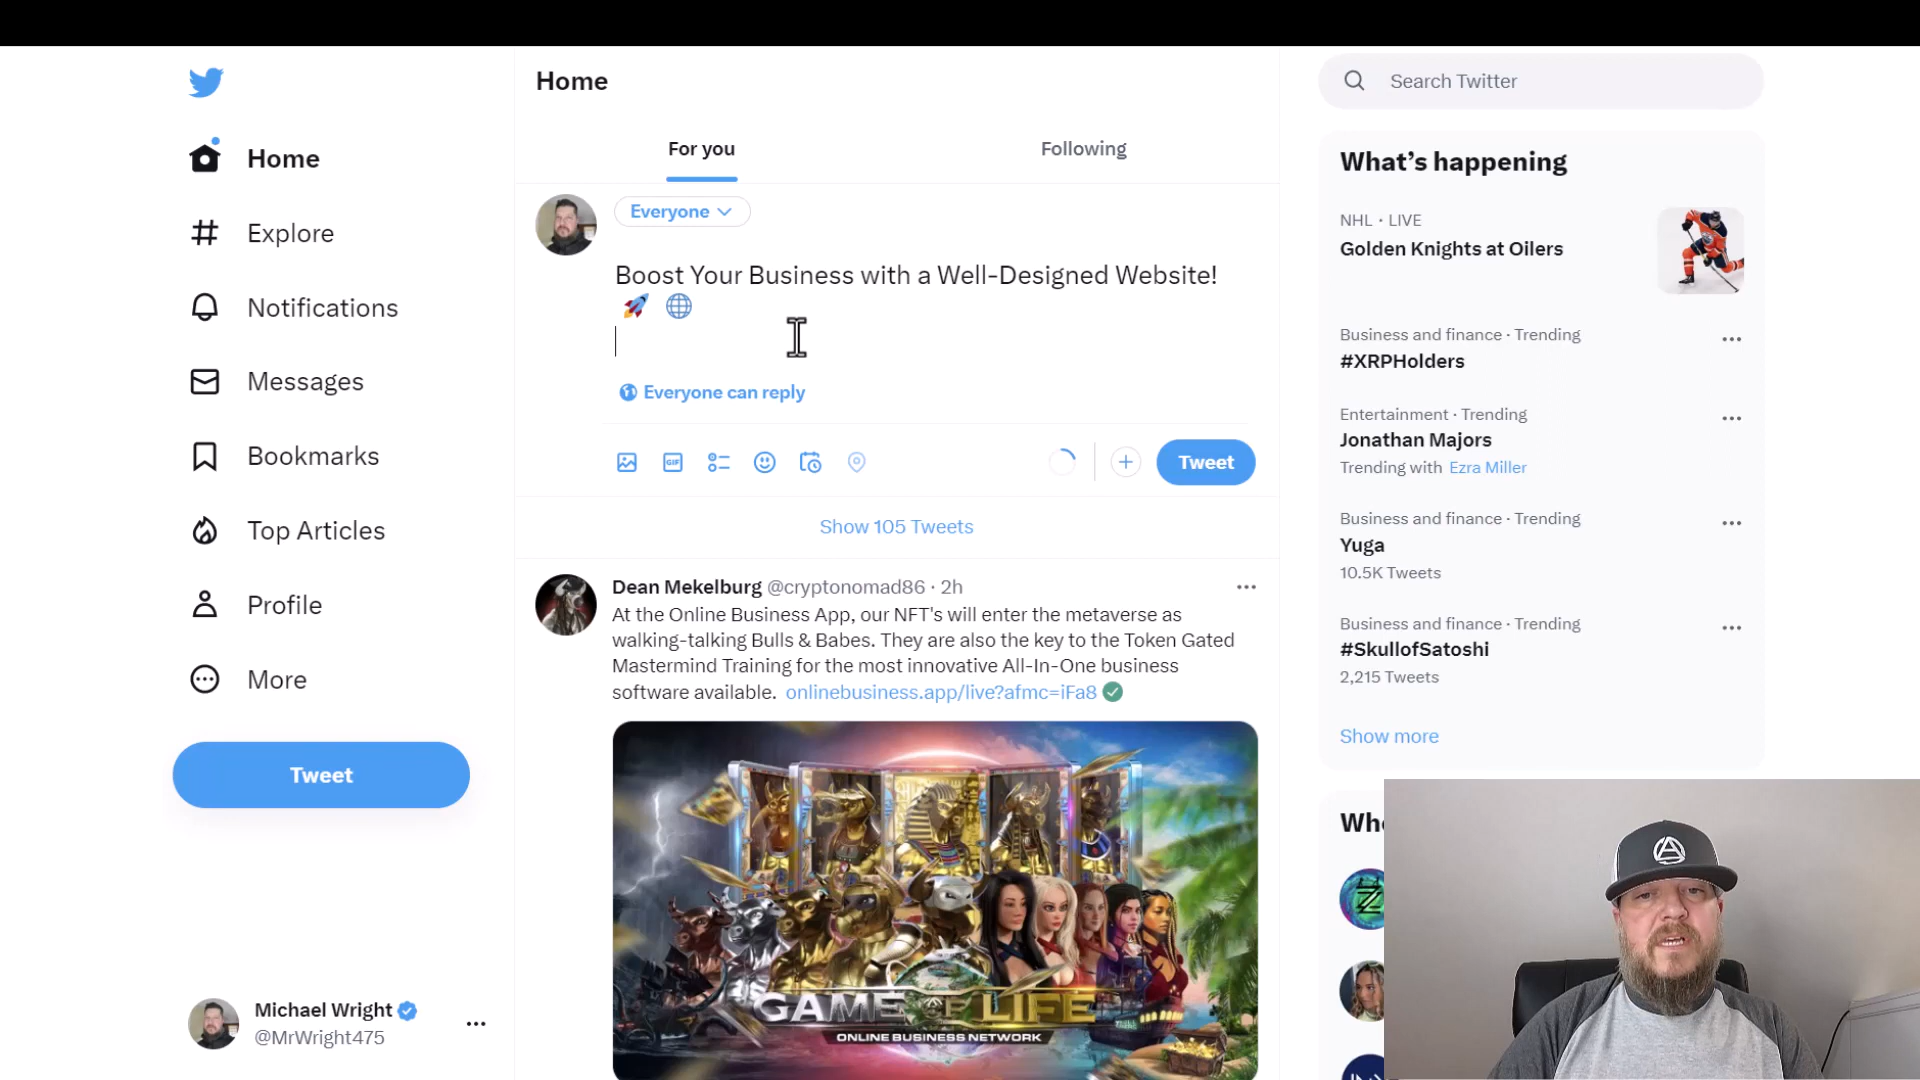 Home
Explore
Notifications
Messages
Bookmarks
Top Articles
Profile
More
Tweet
Michael Wright
@MrWright475
Home
For you
Following
Everyone
Boost Your Business with a Well-Designed Website!
🚀 🌐
Everyone can reply
GIF
Tweet
Show 105 Tweets
Dean Mekelburg @cryptonomad86 · 2h
At the Online Business App, our NFT's will enter the metaverse as
walking-talking Bulls & Babes. They are also the key to the Token Gated
Mastermind Training for the most innovative All-In-One business
software available. onlinebusiness.app/live?afmc=iFa8
GAME OF LIFE
ONLINE BUSINESS NETWORK
Search Twitter
What's happening
NHL · LIVE
Golden Knights at Oilers
Business and finance · Trending
#XRPHolders
Entertainment · Trending
Jonathan Majors
Trending with Ezra Miller
Business and finance · Trending
Yuga
10.5K Tweets
Business and finance · Trending
#SkullofSatoshi
2,215 Tweets
Show more